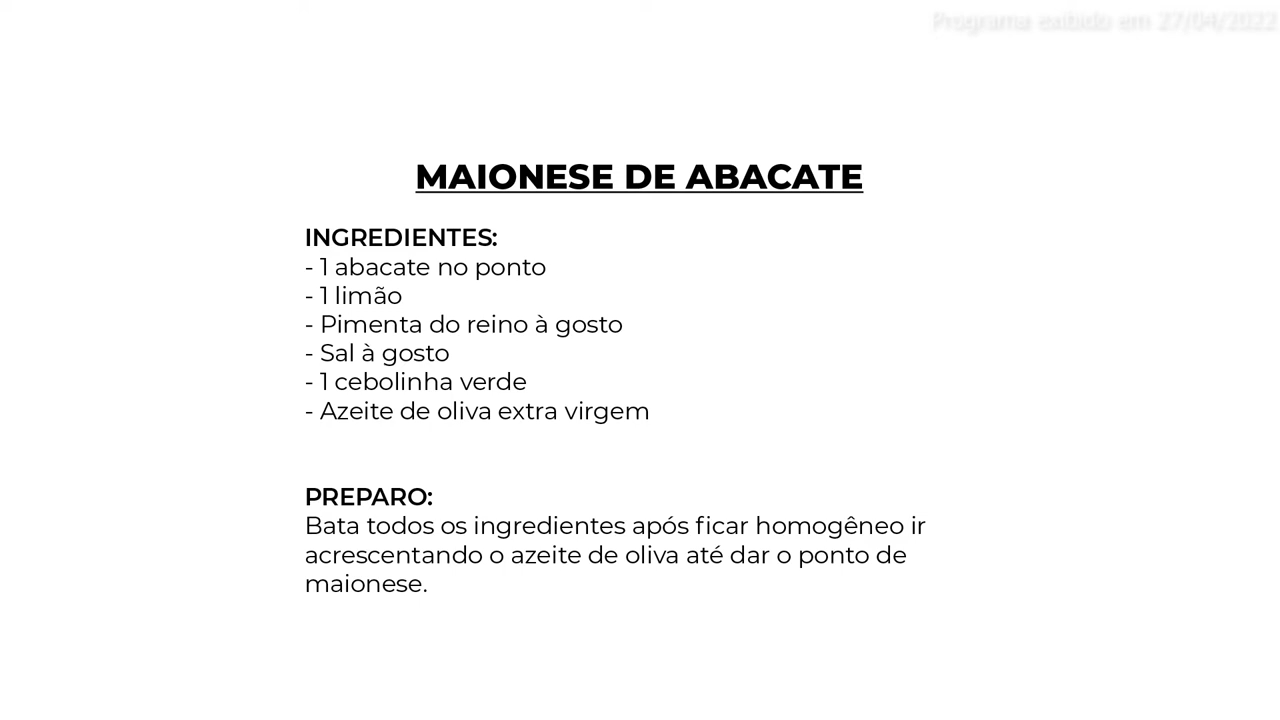 Programa exibido em 27/04/2022
MAIONESE DE ABACATE
INGREDIENTES:
- 1 abacate no ponto
- 1 limão
- Pimenta do reino à gosto
- Sal à gosto
- 1 cebolinha verde
- Azeite de oliva extra virgem
PREPARO:
Bata todos os ingredientes após ficar homogêneo ir
acrescentando o azeite de oliva até dar o ponto de
maionese.